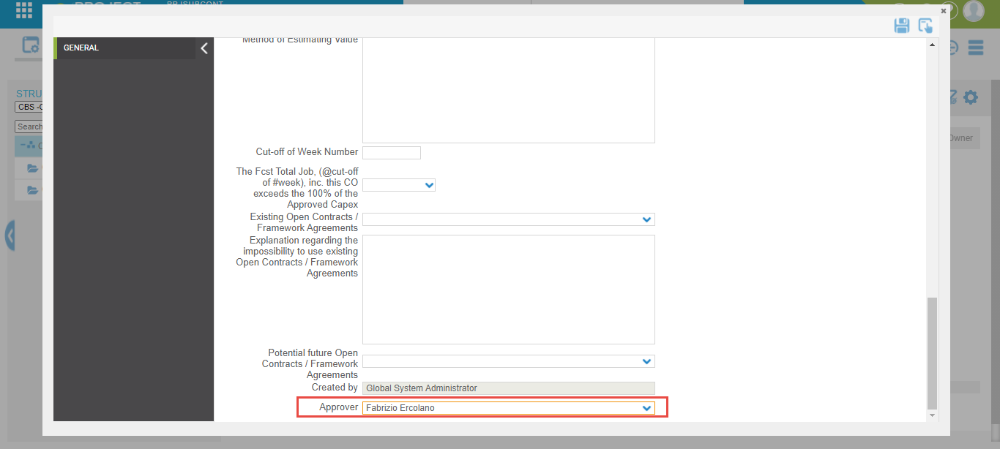 GENERAL
STRU
CBS -C
Search
Owner
Method of Estimating Value
Cut-off of Week Number
The Fcst Total Job, (@cut-off
of #week), inc. this CO
exceeds the 100% of the
Approved Capex
Existing Open Contracts /
Framework Agreements
Explanation regarding the
impossibility to use existing
Open Contracts / Framework
Agreements
Potential future Open
Contracts / Framework
Agreements
Created by Global System Administrator
Approver Fabrizio Ercolano